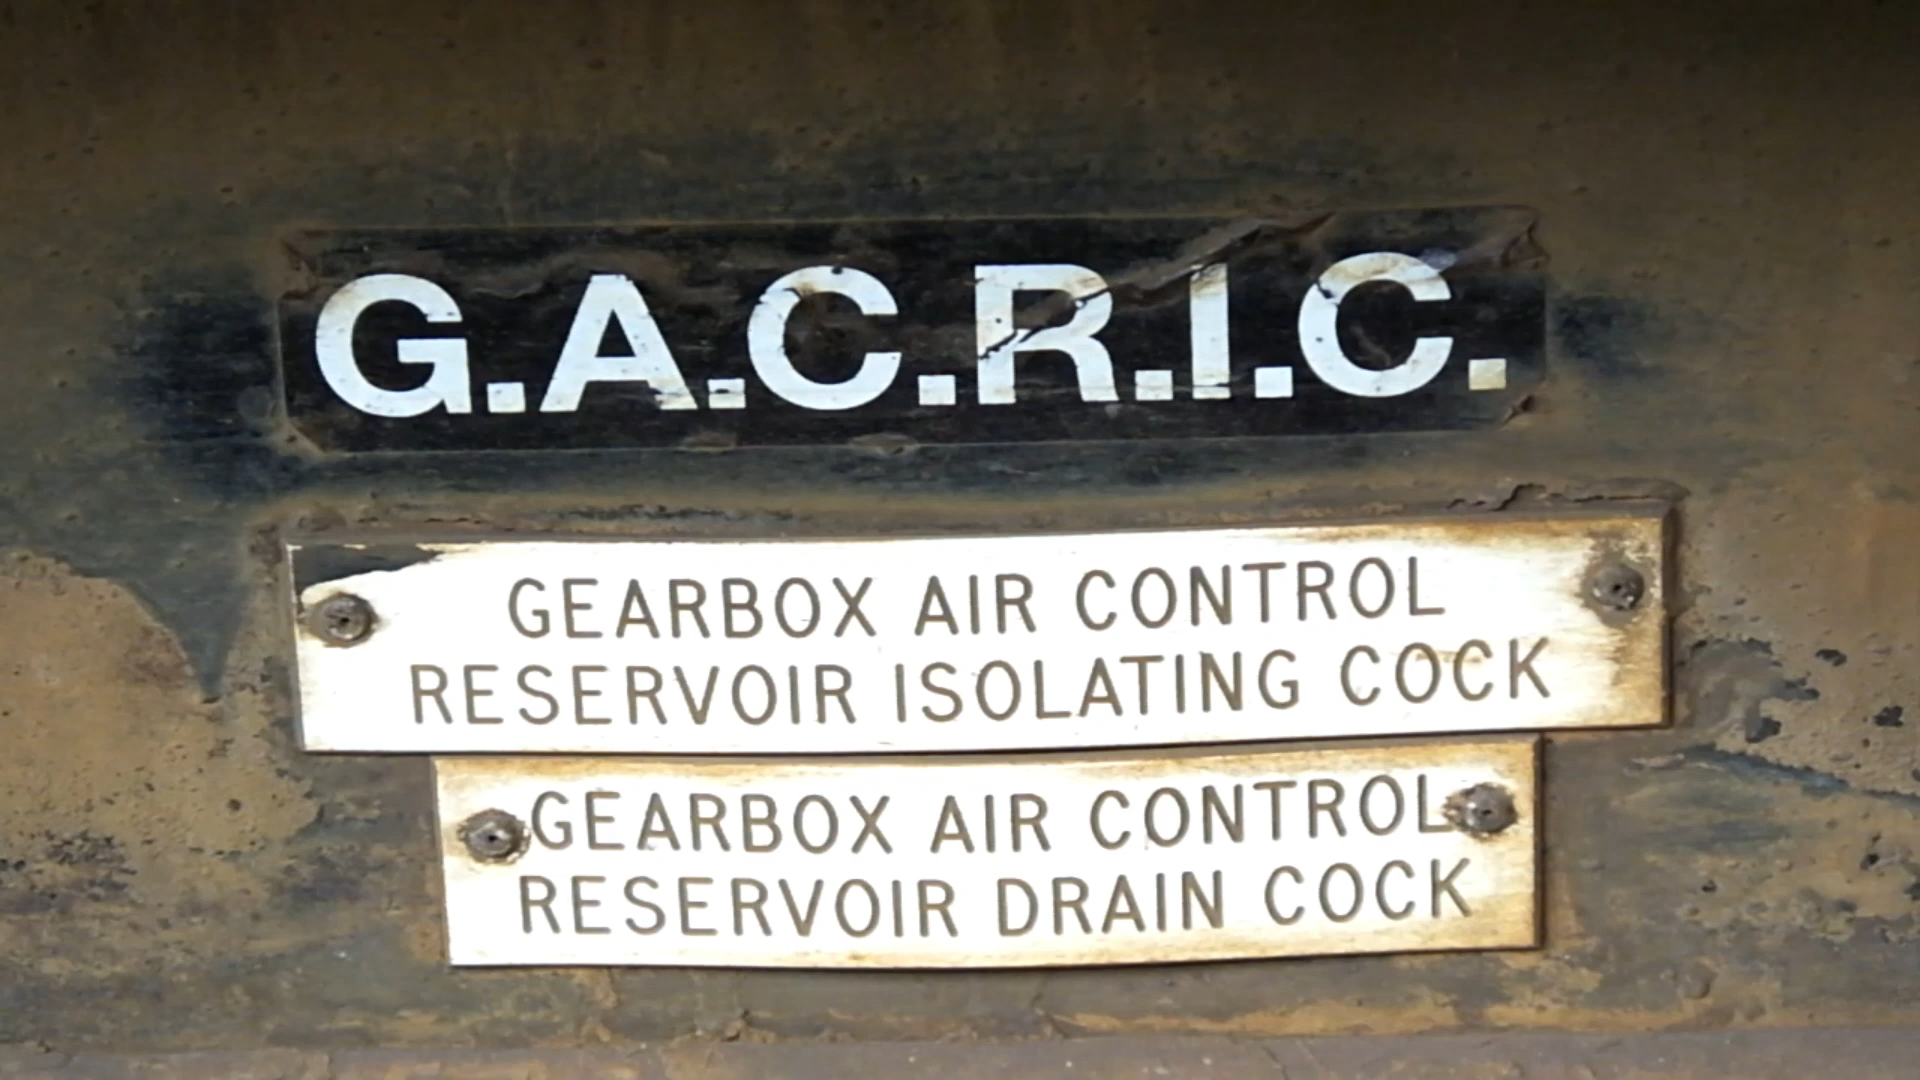 G.A.C.R.I.C.
GEARBOX AIR CONTROL
RESERVOIR ISOLATING COCK
GEARBOX AIR CONTROL
RESERVOIR DRAIN COCK